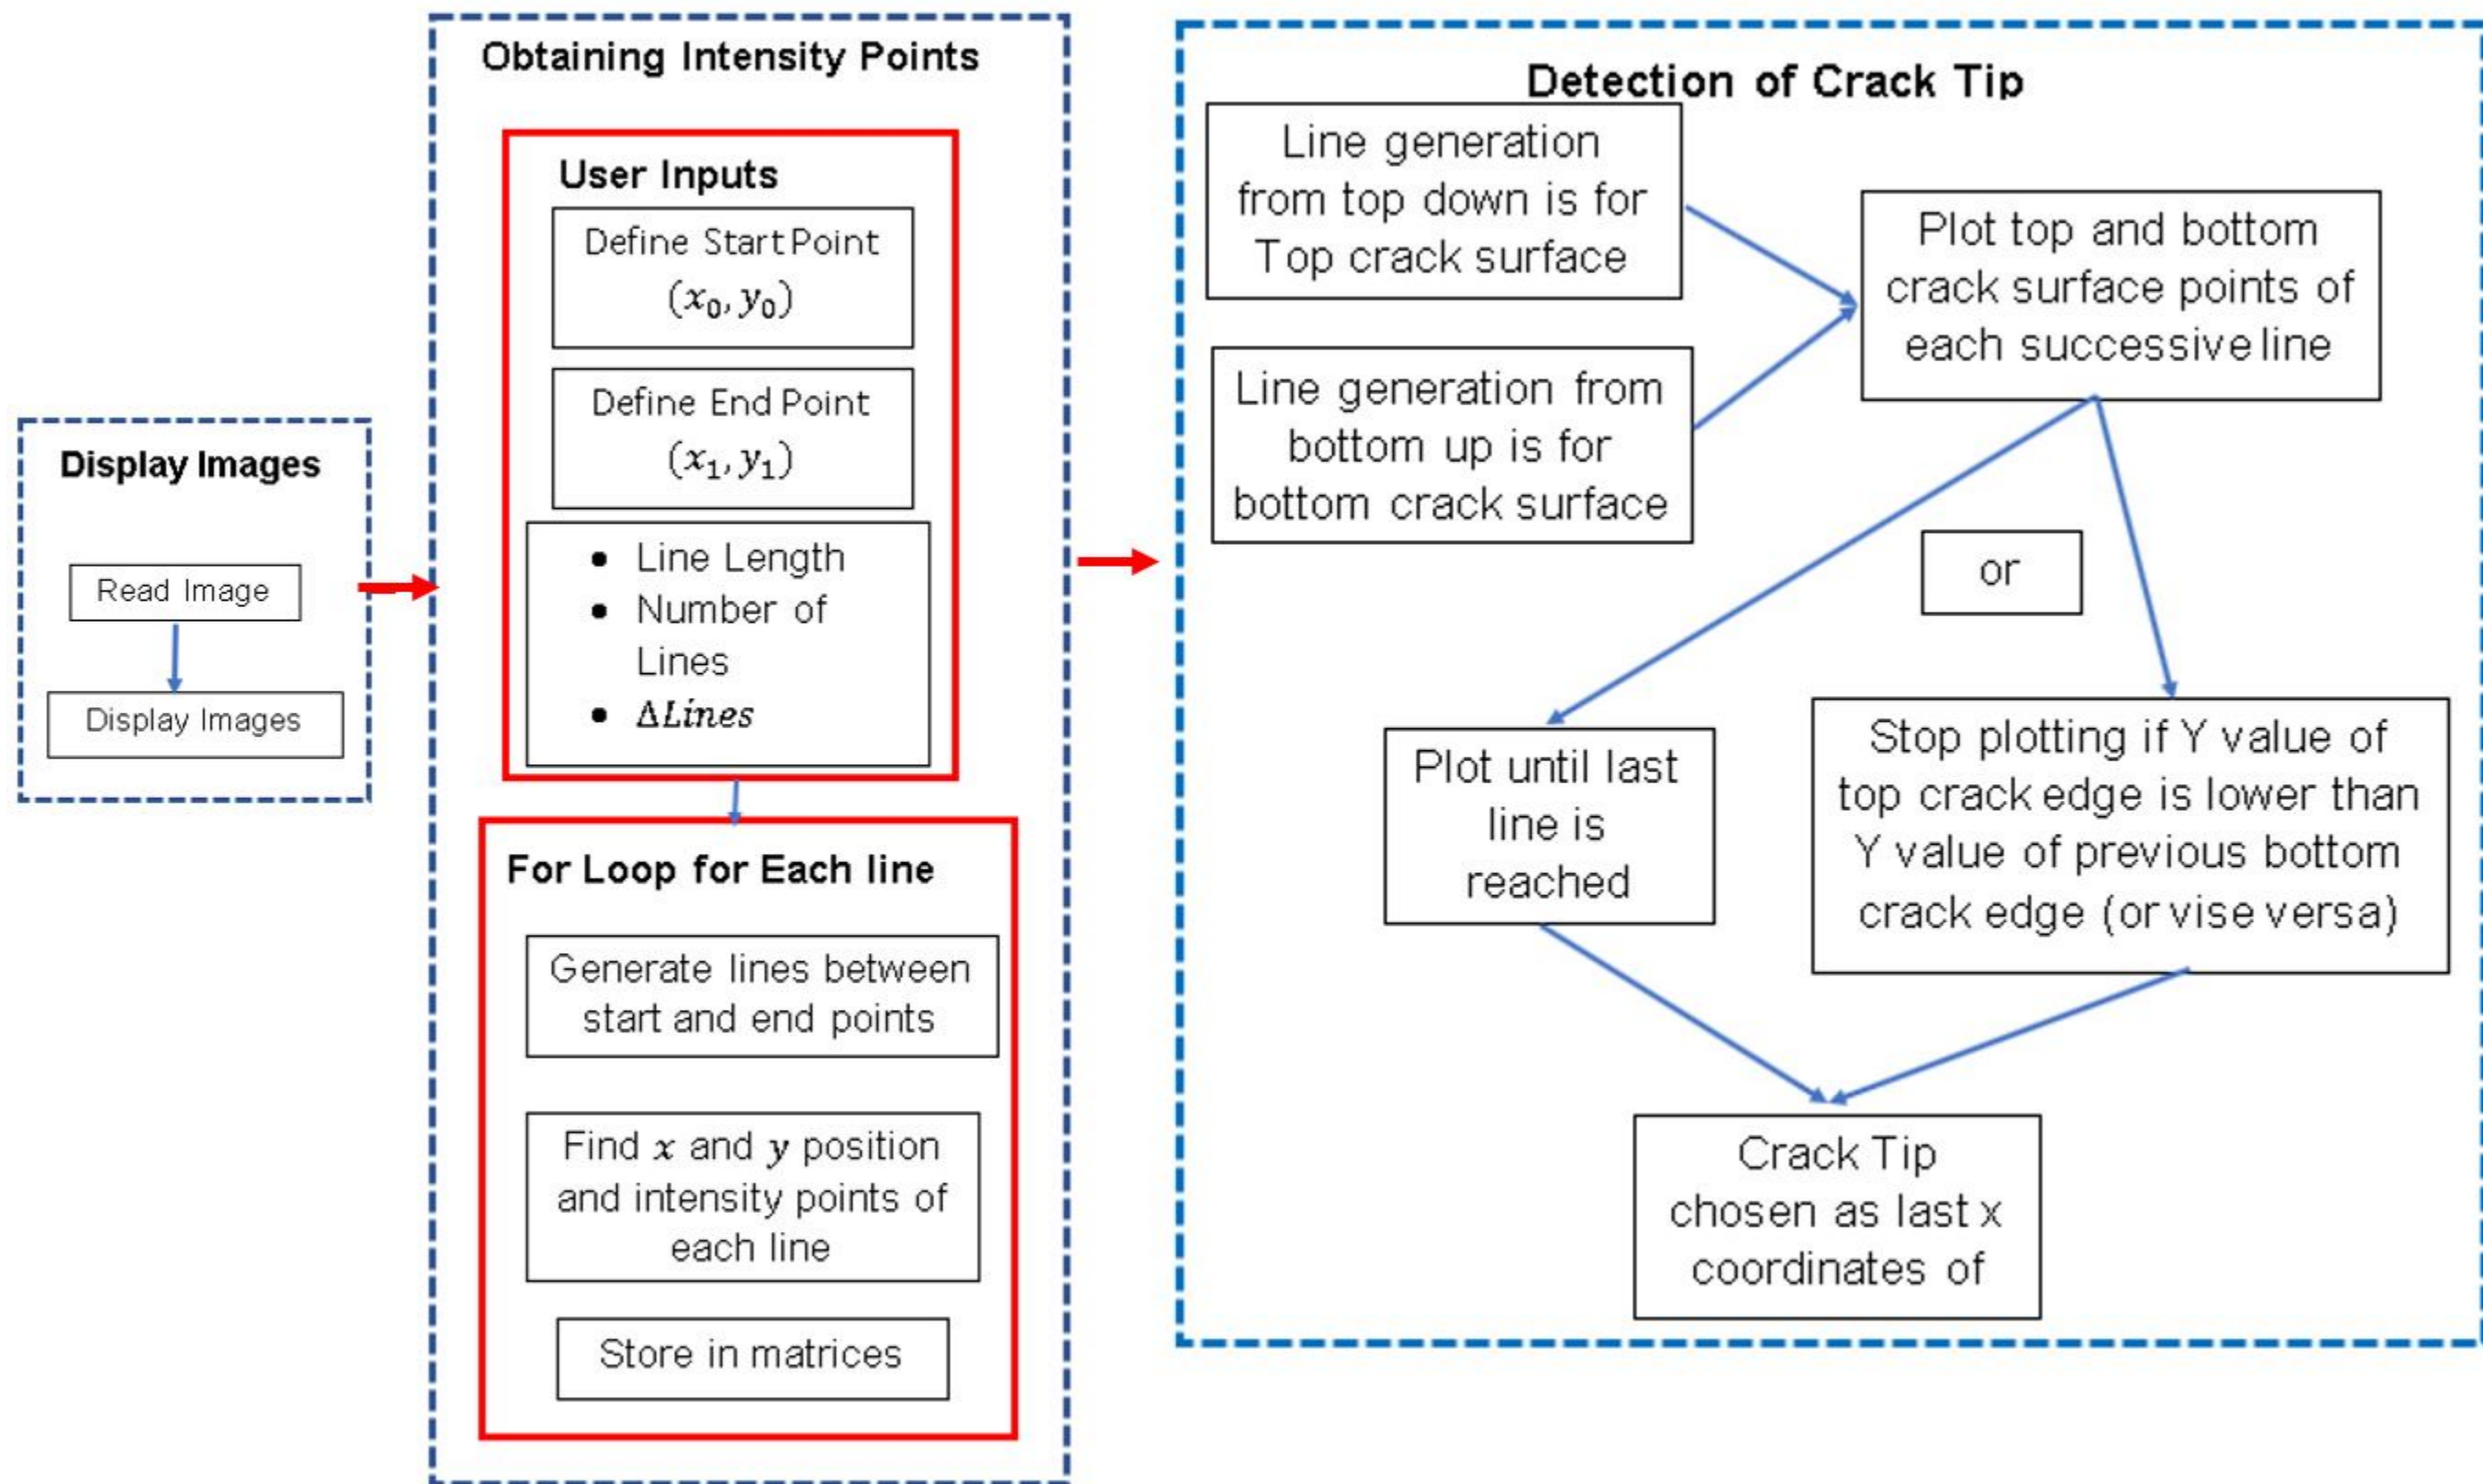 Display Images
Read Image
Display Images
Obtaining Intensity Points
User Inputs
Define Start Point
(x₀, y₀)
Define End Point
(x₁, y₁)
• Line Length
• Number of
Lines
• ΔLines
For Loop for Each line
Generate lines between
start and end points
Find x and y position
and intensity points of
each line
Store in matrices
Detection of Crack Tip
Line generation
from top down is for
Top crack surface
Line generation from
bottom up is for
bottom crack surface
Plot top and bottom
crack surface points of
each successive line
or
Plot until last
line is
reached
Stop plotting if Y value of
top crack edge is lower than
Y value of previous bottom
crack edge (or vise versa)
Crack Tip
chosen as last x
coordinates of